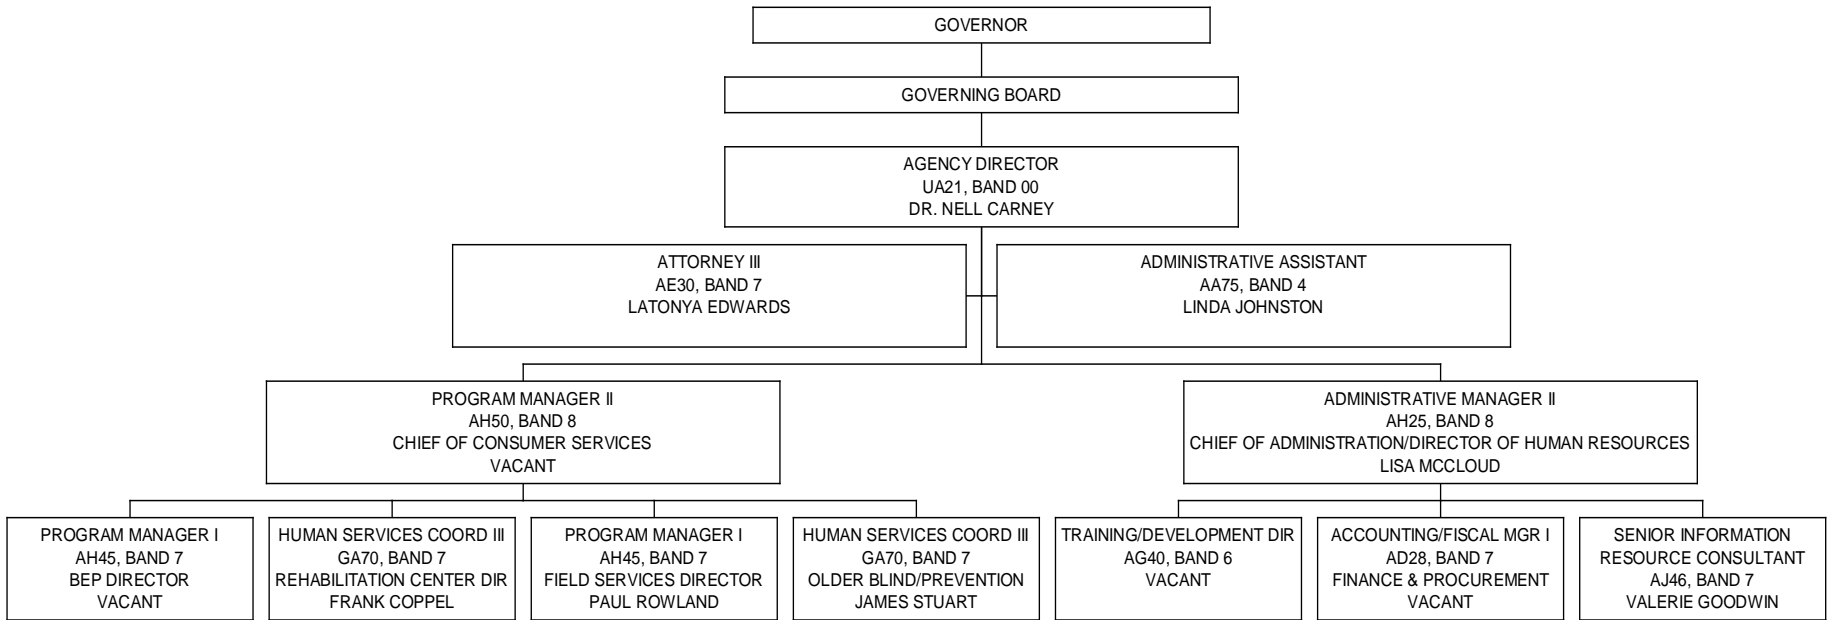 GOVERNOR
GOVERNING BOARD
AGENCY DIRECTOR
UA21, BAND 00
DR. NELL CARNEY
ATTORNEY III
AE30, BAND 7
LATONYA EDWARDS
ADMINISTRATIVE ASSISTANT
AA75, BAND 4
LINDA JOHNSTON
PROGRAM MANAGER II
AH50, BAND 8
CHIEF OF CONSUMER SERVICES
VACANT
ADMINISTRATIVE MANAGER II
AH25, BAND 8
CHIEF OF ADMINISTRATION/DIRECTOR OF HUMAN RESOURCES
LISA MCCLOUD
PROGRAM MANAGER I
AH45, BAND 7
BEP DIRECTOR
VACANT
HUMAN SERVICES COORD III
GA70, BAND 7
REHABILITATION CENTER DIR
FRANK COPPEL
PROGRAM MANAGER I
AH45, BAND 7
FIELD SERVICES DIRECTOR
PAUL ROWLAND
HUMAN SERVICES COORD III
GA70, BAND 7
OLDER BLIND/PREVENTION
JAMES STUART
TRAINING/DEVELOPMENT DIR
AG40, BAND 6
VACANT
ACCOUNTING/FISCAL MGR I
AD28, BAND 7
FINANCE & PROCUREMENT
VACANT
SENIOR INFORMATION
RESOURCE CONSULTANT
AJ46, BAND 7
VALERIE GOODWIN